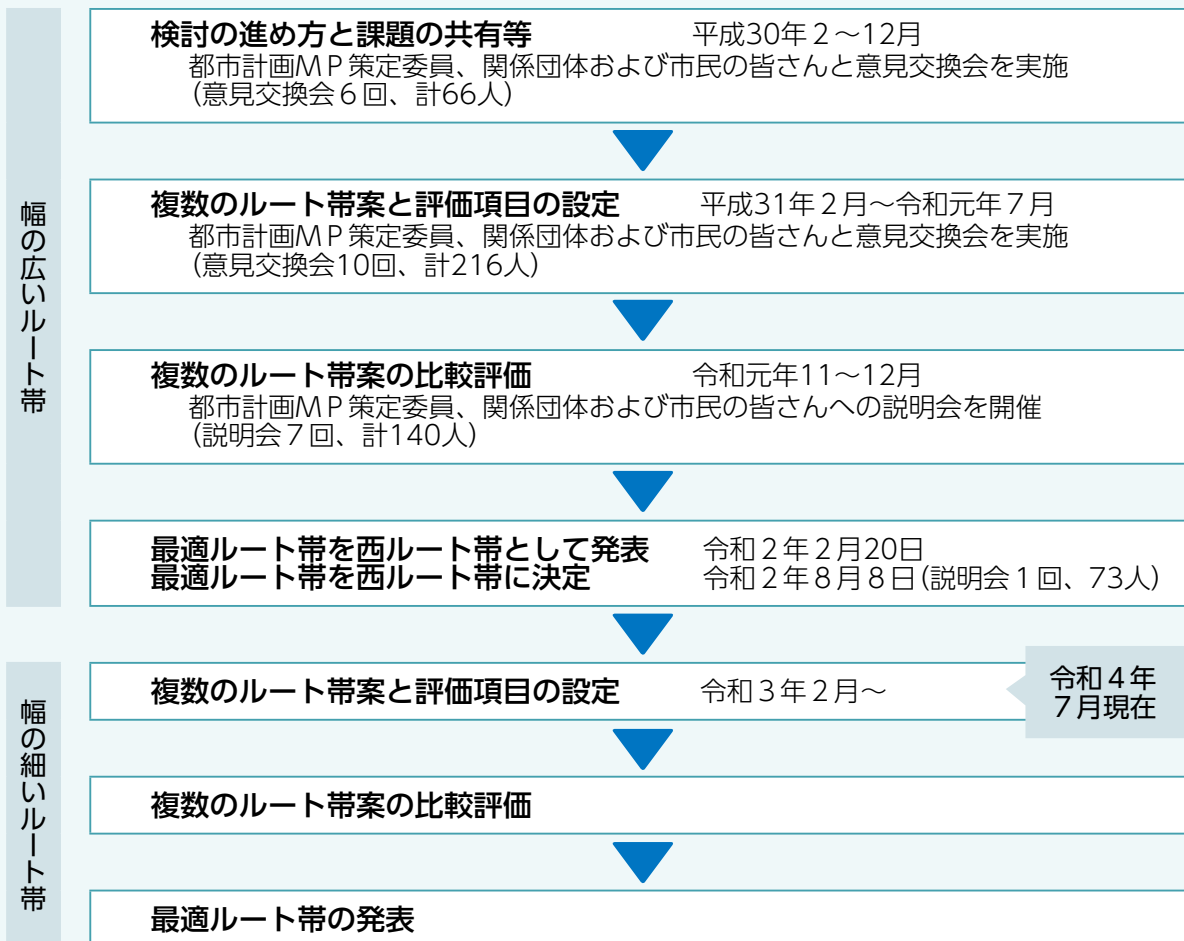 幅の広いルート帯
検討の進め方と課題の共有等　平成30年２～12月
都市計画ＭＰ策定委員、関係団体および市民の皆さんと意見交換会を実施
（意見交換会６回、計66人）
複数のルート帯案と評価項目の設定　平成31年２月～令和元年７月
都市計画ＭＰ策定委員、関係団体および市民の皆さんと意見交換会を実施
（意見交換会10回、計216人）
複数のルート帯案の比較評価　令和元年11～12月
都市計画ＭＰ策定委員、関係団体および市民の皆さんへの説明会を開催
（説明会７回、計140人）
最適ルート帯を西ルート帯として発表　令和２年２月20日
最適ルート帯を西ルート帯に決定　令和２年８月８日（説明会１回、73人）
幅の細いルート帯
複数のルート帯案と評価項目の設定　令和３年２月～
令和４年
７月現在
複数のルート帯案の比較評価
最適ルート帯の発表